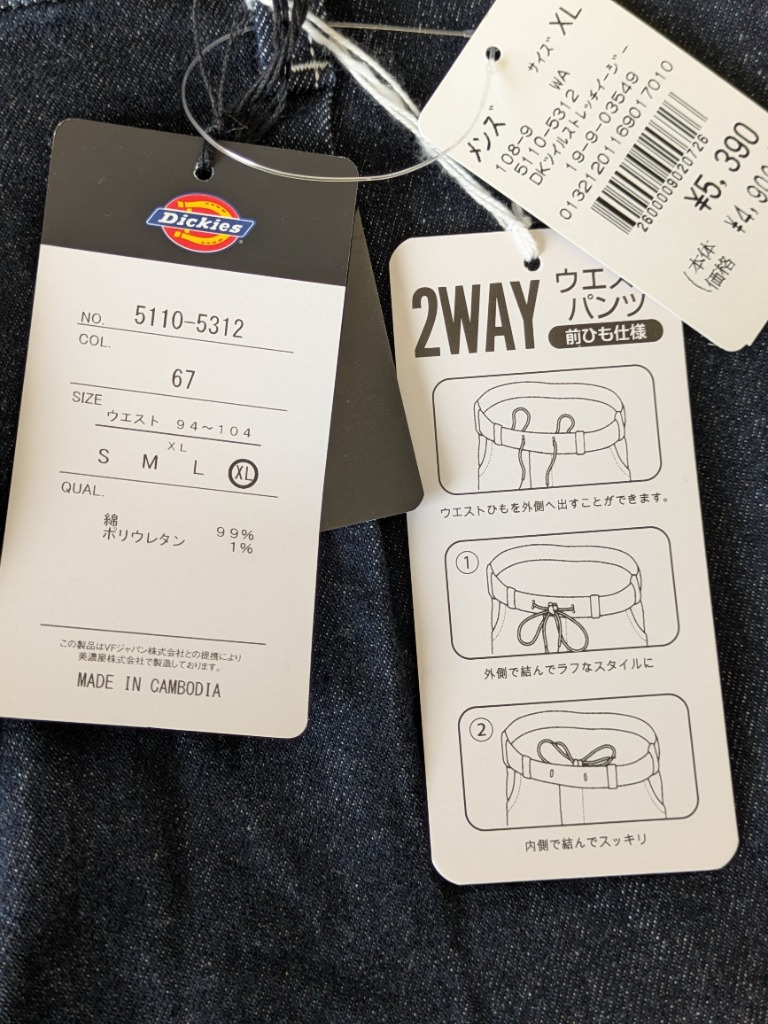 Dickies
NO. 5110-5312
COL.
67
SIZE
ウエスト 94～104
XL
S M L XL
QUAL.
綿 99%
ポリウレタン 1%
この製品はVFジャパン株式会社との提携により
美濃屋株式会社で製造しております。
MADE IN CAMBODIA
メンズ サイズ XL
108-9 WA
5110-5312
DKツイルストレッチイージー
19-9-03549
01321201169017010
2600009020726
¥5,390
(本体価格 ¥4,900
2WAY
ウエス
パンツ
前ひも仕様
ウエストひもを外側へ出すことができます。
①
外側で結んでラフなスタイルに
②
内側で結んでスッキリ